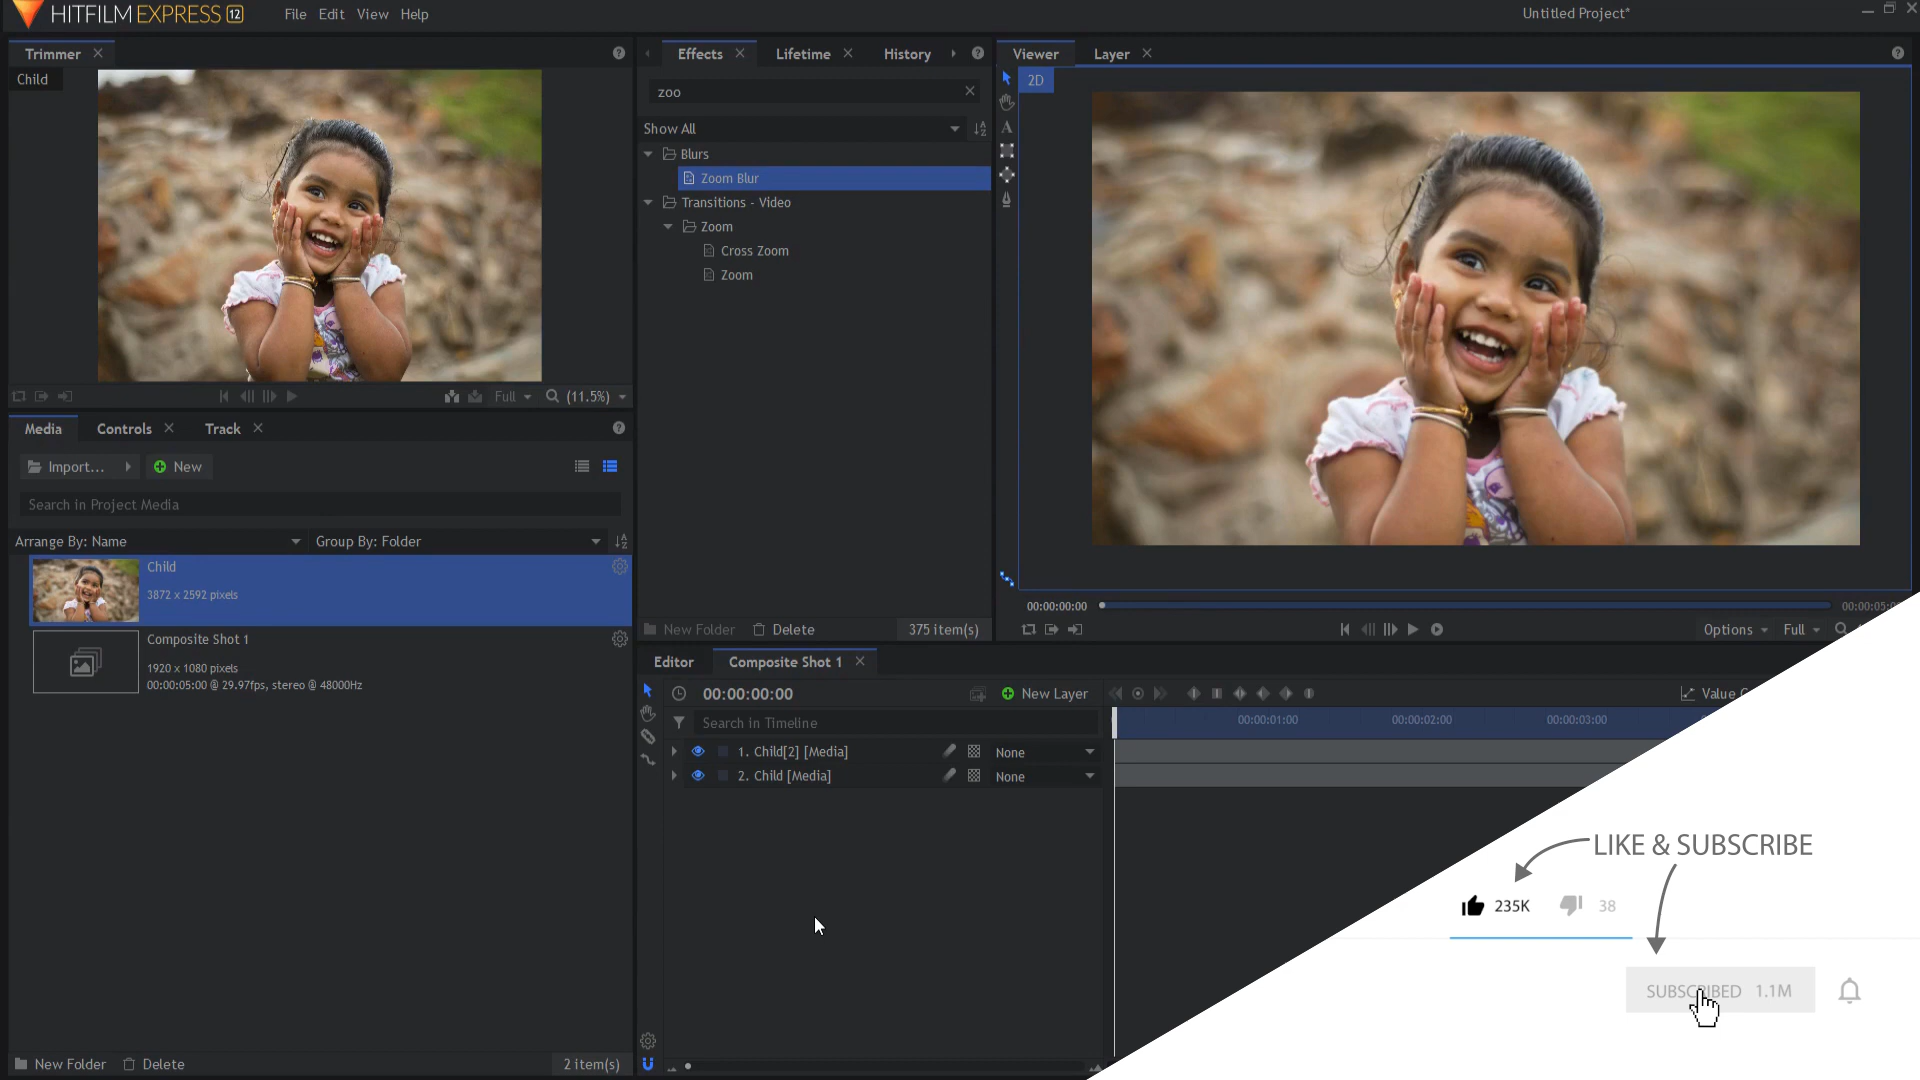 HITFILM EXPRESS 12
File Edit View Help
Untitled Project*
Trimmer
Child
Full (11.5%)
Media Controls Track
Import... New
Search in Project Media
Arrange By: Name Group By: Folder
Child
3872 x 2592 pixels
Composite Shot 1
1920 x 1080 pixels
00:00:05:00 @ 29.97fps, stereo @ 48000Hz
New Folder Delete 2 item(s)
Effects Lifetime History
zoo
Show All
Blurs
Zoom Blur
Transitions - Video
Zoom
Cross Zoom
Zoom
New Folder Delete 375 item(s)
Viewer Layer
2D
00:00:00:00
Options Full
Editor Composite Shot 1
00:00:00:00 New Layer
Search in Timeline
00:00:01:00 00:00:02:00 00:00:03:00
1. Child[2] [Media] None
2. Child [Media] None
LIKE & SUBSCRIBE
235K 38
SUBSCRIBED 1.1M